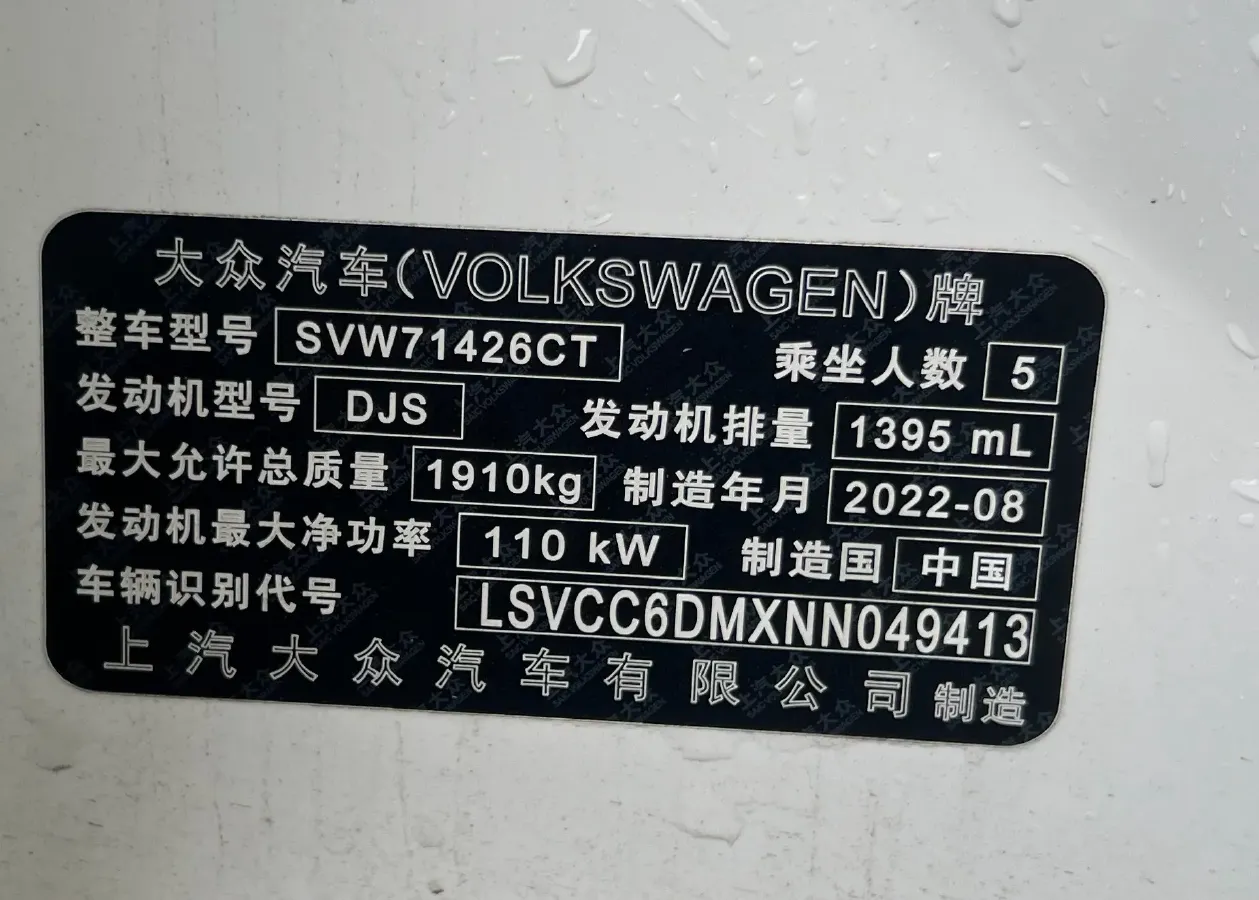 大众汽车(VOLKSWAGEN)牌
整车型号 SVW71426CT 乘坐人数 5
发动机型号 DJS 发动机排量 1395 mL
最大允许总质量 1910kg 制造年月 2022-08
发动机最大净功率 110 kW 制造国 中国
车辆识别代号 LSVCC6DMXNN049413
上汽大众汽车有限公司制造